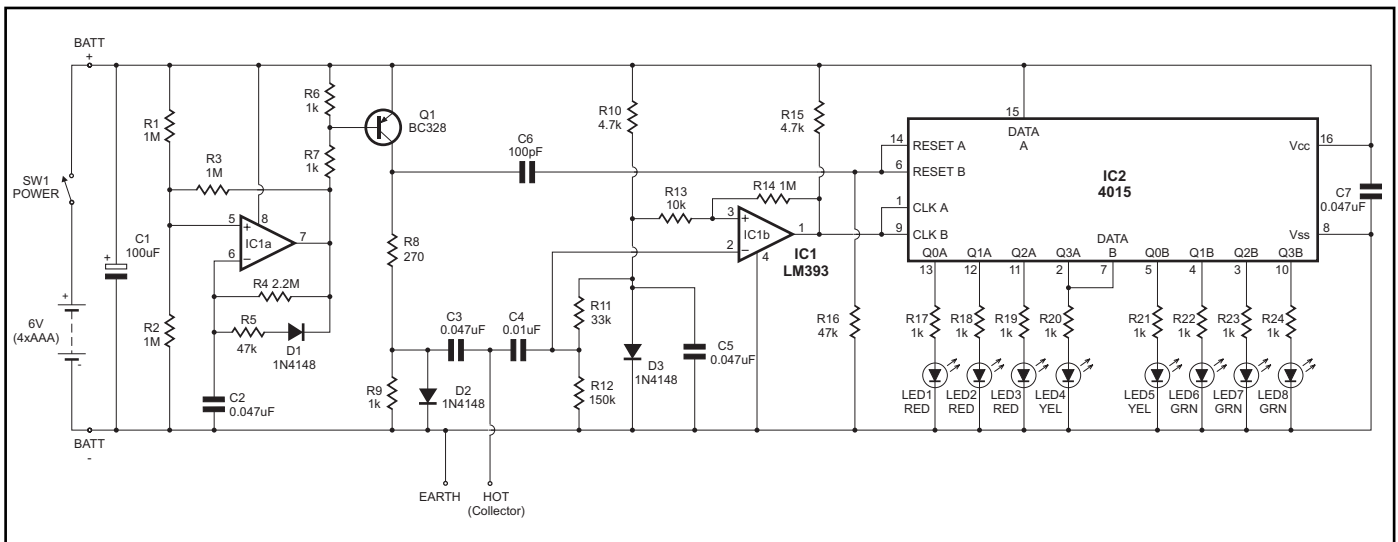 BATT
+
SW1
POWER
+
6V
(4xAAA)
-
BATT
-
+
C1
100uF
R1
1M
R2
1M
R3
1M
5
+
8
IC1a
7
6
−
R4 2.2M
R5
47k
D1
1N4148
C2
0.047uF
R6
1k
R7
1k
Q1
BC328
R8
270
R9
1k
D2
1N4148
C3
0.047uF
C4
0.01uF
EARTH
HOT
(Collector)
C6
100pF
R10
4.7k
R13
10k
R14 1M
3
+
IC1b
1
2
−
4
IC1
LM393
R11
33k
R12
150k
D3
1N4148
C5
0.047uF
R15
4.7k
R16
47k
15
DATA
A
14
RESET A
6
RESET B
1
CLK A
9
CLK B
IC2
4015
Vcc
16
Vss
8
C7
0.047uF
Q0A
Q1A
Q2A
Q3A
DATA
B
Q0B
Q1B
Q2B
Q3B
13
12
11
2
7
5
4
3
10
R17
1k
R18
1k
R19
1k
R20
1k
R21
1k
R22
1k
R23
1k
R24
1k
LED1
RED
LED2
RED
LED3
RED
LED4
YEL
LED5
YEL
LED6
GRN
LED7
GRN
LED8
GRN